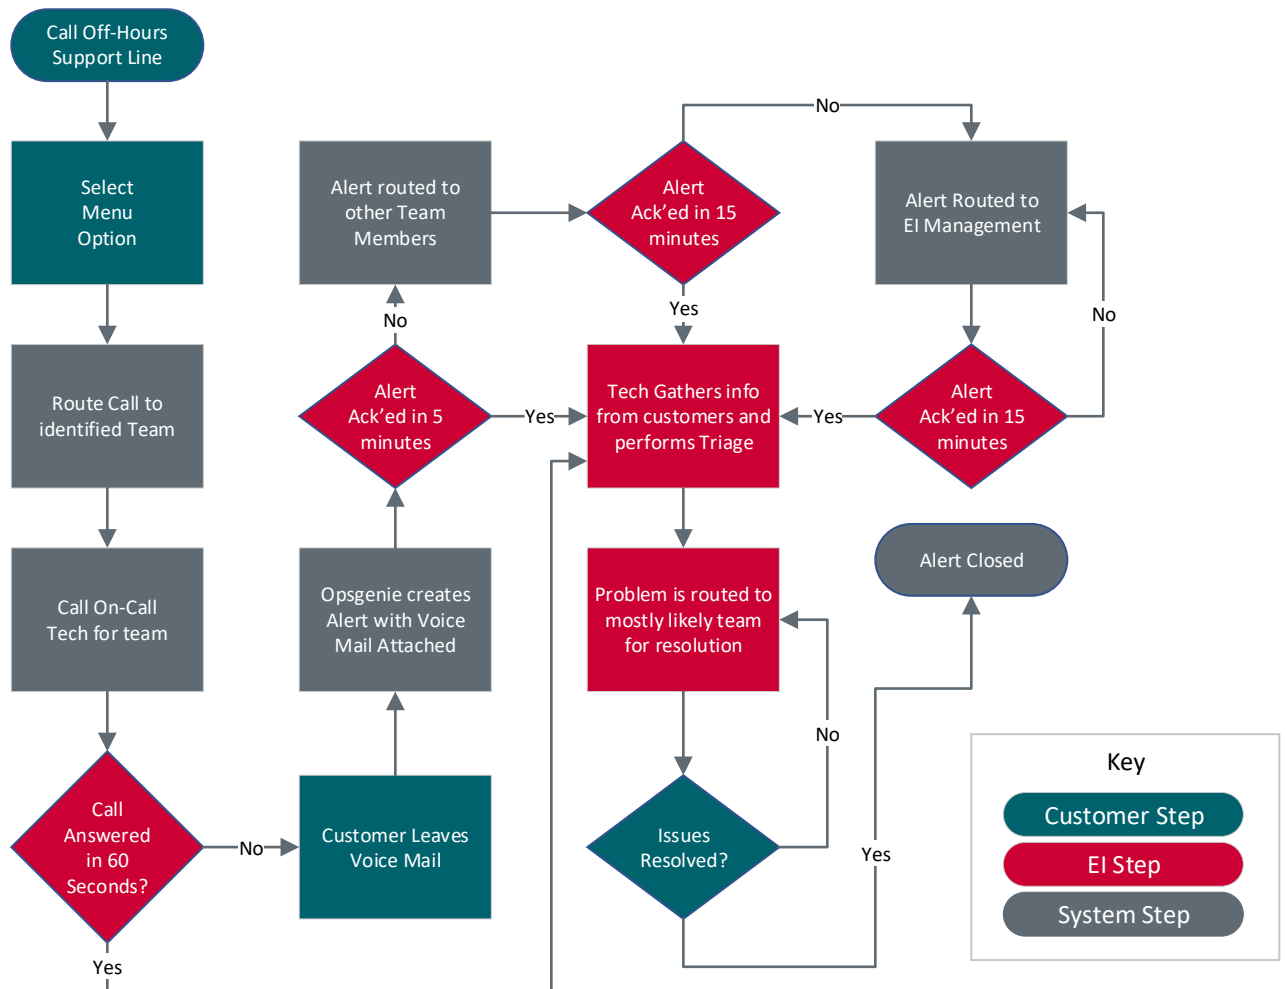 Call Off-Hours
Support Line
Select
Menu
Option
Route Call to
identified Team
Call On-Call
Tech for team
Call
Answered
in 60
Seconds?
Yes
No
Customer Leaves
Voice Mail
Opsgenie creates
Alert with Voice
Mail Attached
Alert
Ack’ed in 5
minutes
No
Yes
Alert routed to
other Team
Members
Alert
Ack’ed in 15
minutes
No
Yes
Alert Routed to
EI Management
Alert
Ack’ed in 15
minutes
No
Yes
Tech Gathers info
from customers and
performs Triage
Problem is routed to
mostly likely team
for resolution
Issues
Resolved?
No
Yes
Alert Closed
Key
Customer Step
EI Step
System Step